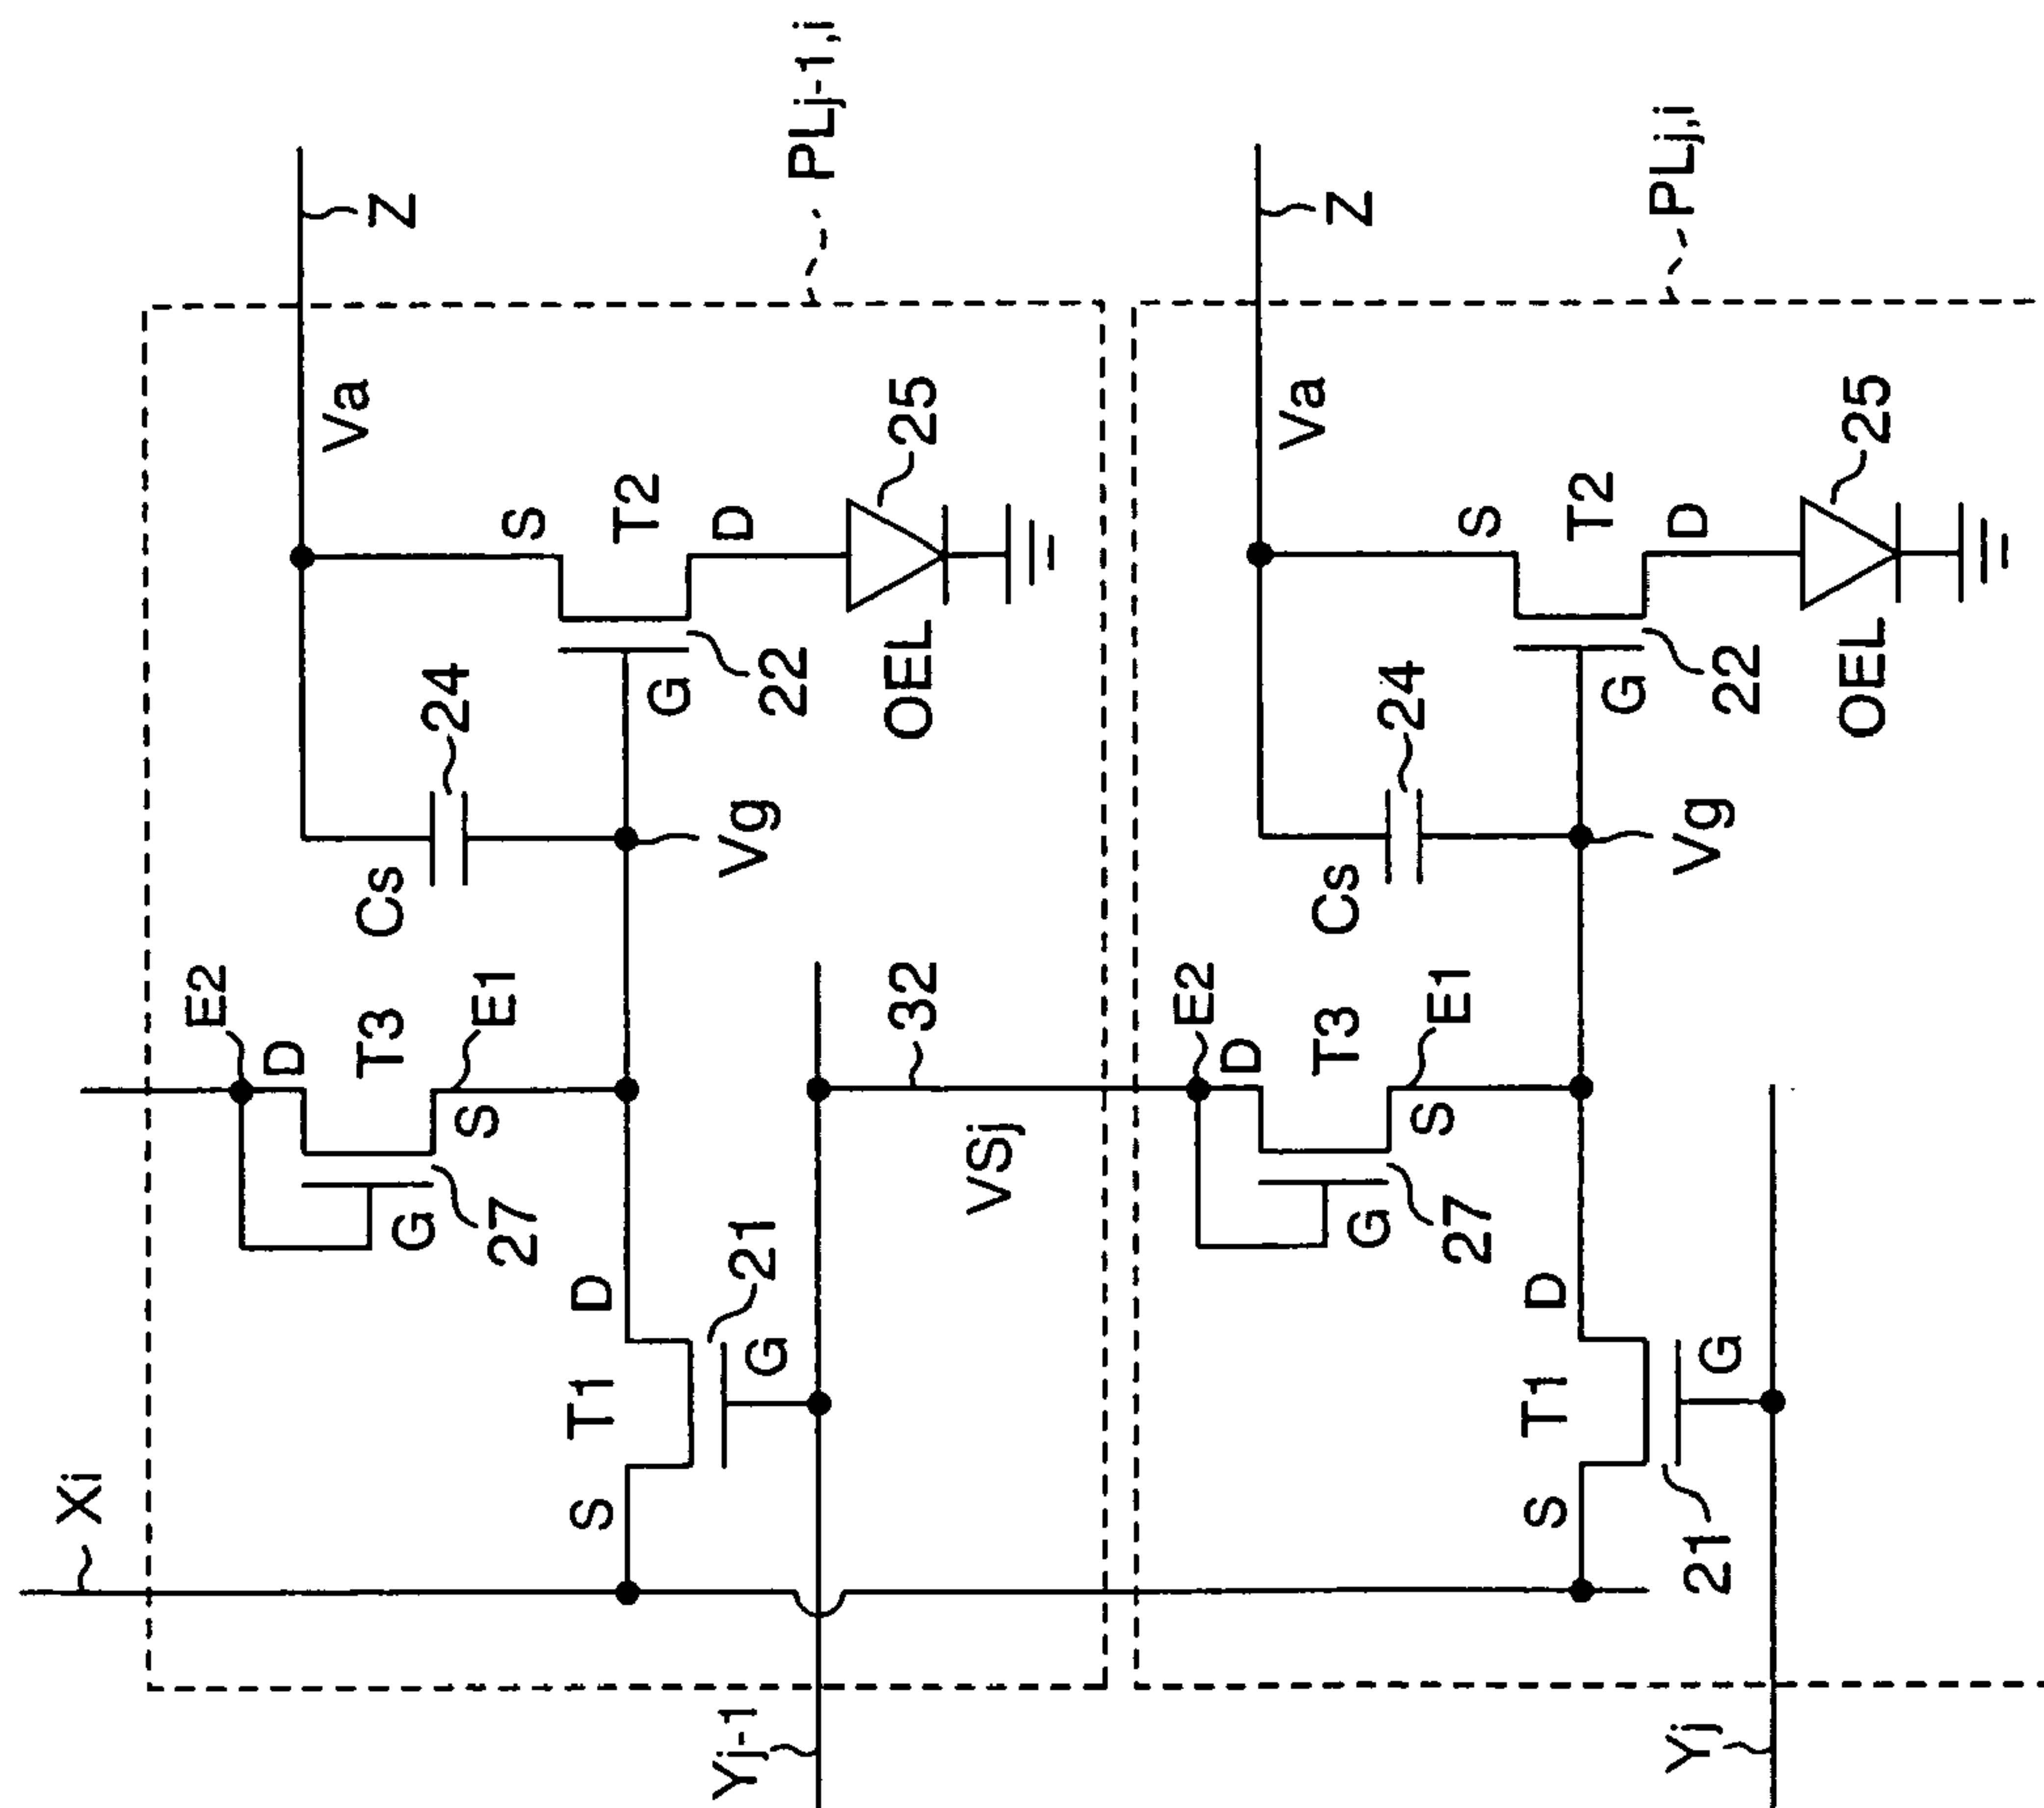 Xi
E2
D
Va
T3
Cs
Z
G
24
S
E1
27
S
S
T1
D
T2
G
D
Yj-1
Vg
21
G
22
PLj-1,i
32
OEL
25
VSj
E2
D
Va
T3
Cs
Z
G
24
S
E1
27
S
S
T1
D
T2
G
PLj,i
D
Yj
Vg
21
G
22
OEL
25